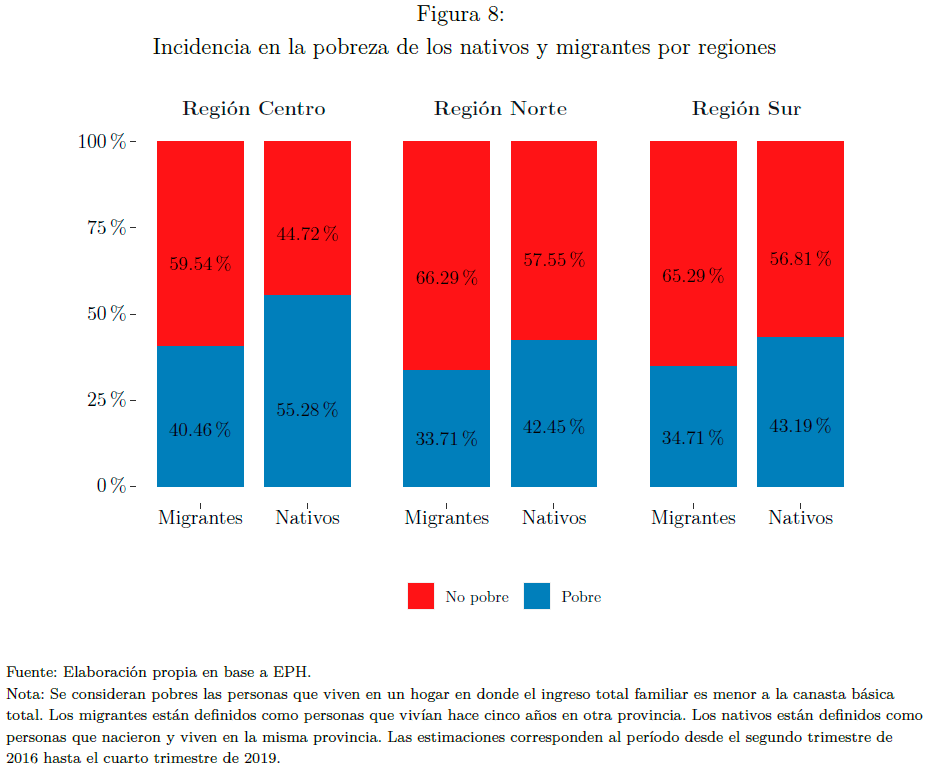 Figura 8:
Incidencia en la pobreza de los nativos y migrantes por regiones
Región Centro Región Norte Región Sur
100 %
75 %
50 %
25 %
0 %
59.54 % 44.72 % 66.29 % 57.55 % 65.29 % 56.81 %
40.46 % 55.28 % 33.71 % 42.45 % 34.71 % 43.19 %
Migrantes Nativos Migrantes Nativos Migrantes Nativos
No pobre Pobre
Fuente: Elaboración propia en base a EPH.
Nota: Se consideran pobres las personas que viven en un hogar en donde el ingreso total familiar es menor a la canasta básica
total. Los migrantes están definidos como personas que vivían hace cinco años en otra provincia. Los nativos están definidos como
personas que nacieron y viven en la misma provincia. Las estimaciones corresponden al período desde el segundo trimestre de
2016 hasta el cuarto trimestre de 2019.